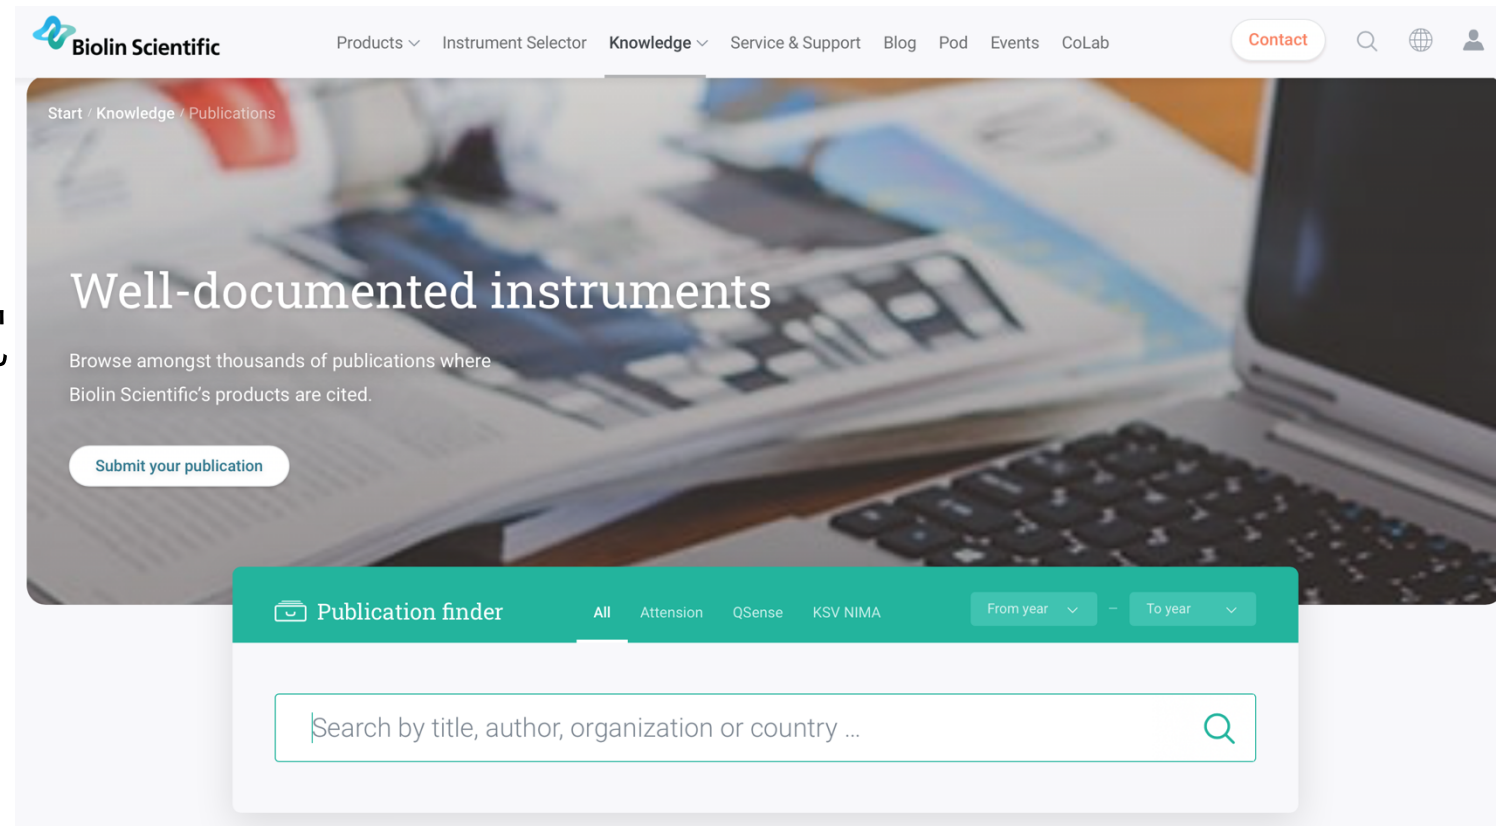 Biolin Scientific
Products
Instrument Selector
Knowledge
Service & Support
Blog
Pod
Events
CoLab
Contact
Start / Knowledge / Publications
Well-documented instruments
Browse amongst thousands of publications where
Biolin Scientific's products are cited.
Submit your publication
Publication finder
All
Attension
QSense
KSV NIMA
From year
–
To year
Search by title, author, organization or country ...